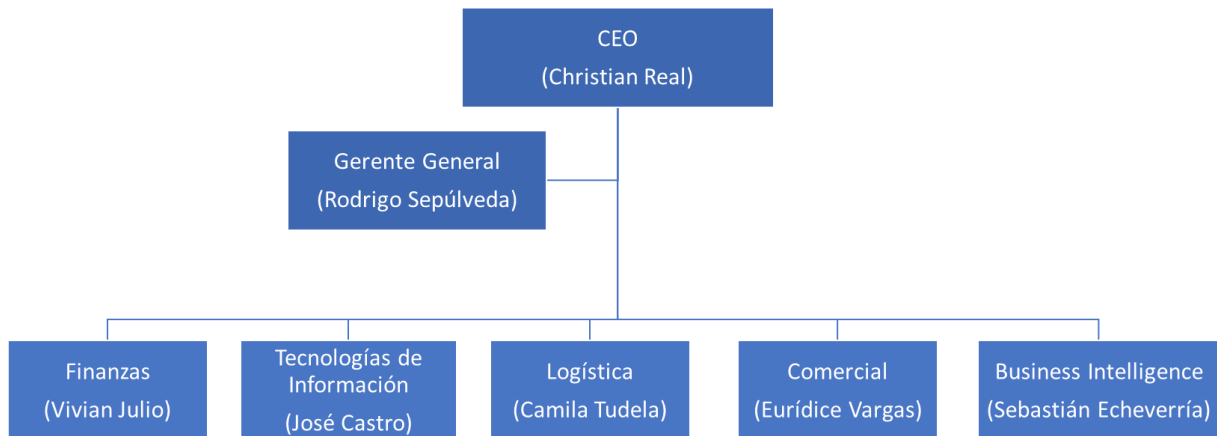 CEO
(Christian Real)
Gerente General
(Rodrigo Sepúlveda)
Finanzas
(Vivian Julio)
Tecnologías de
Información
(José Castro)
Logística
(Camila Tudela)
Comercial
(Eurídice Vargas)
Business Intelligence
(Sebastián Echeverría)